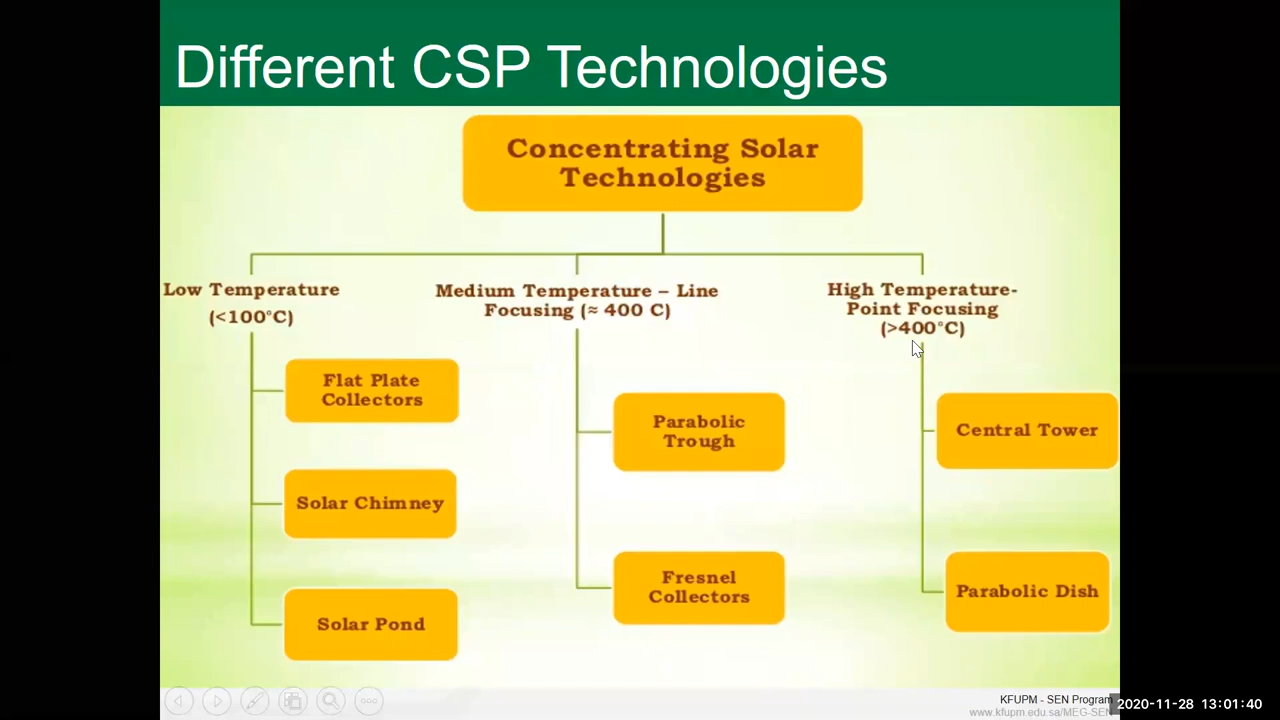 Different CSP Technologies
Concentrating Solar
Technologies
Low Temperature
(<100°C)
Flat Plate
Collectors
Solar Chimney
Solar Pond
Medium Temperature – Line
Focusing (≈ 400 C)
Parabolic
Trough
Fresnel
Collectors
High Temperature-
Point Focusing
(>400°C)
Central Tower
Parabolic Dish
KFUPM - SEN Program
www.kfupm.edu.sa/MEG-SEN
2020-11-28 13:01:40